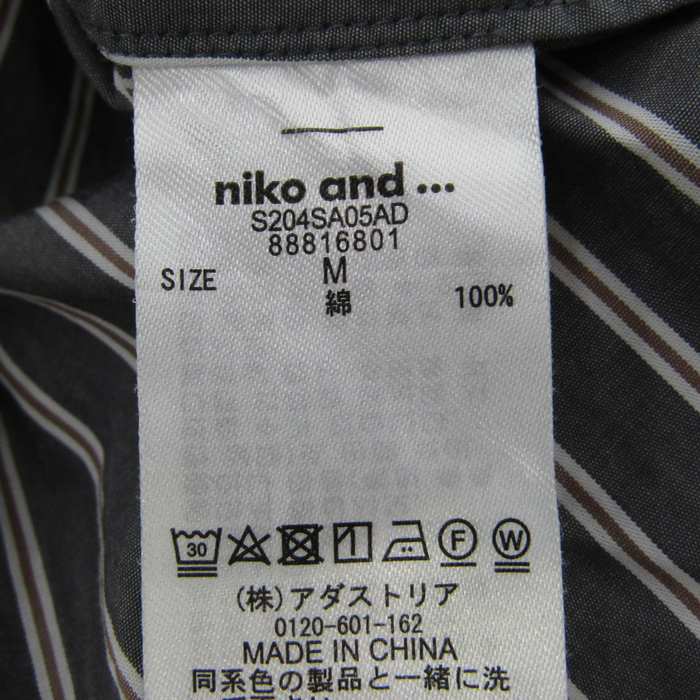 niko and ...
S204SA05AD
88816801
SIZE M
綿 100%
30 F W
(株)アダストリア
0120-601-162
MADE IN CHINA
同系色の製品と一緒に洗